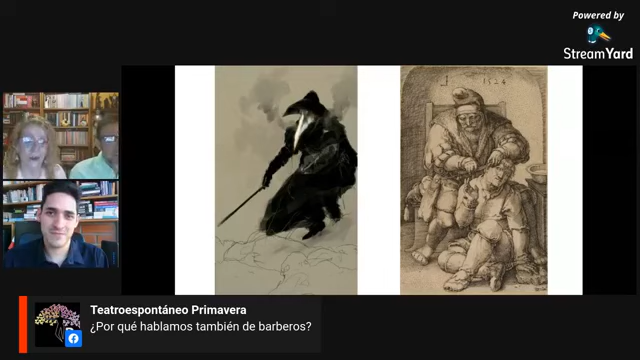 Powered by
StreamYard
L 1524
Teatroespontáneo Primavera
¿Por qué hablamos también de barberos?